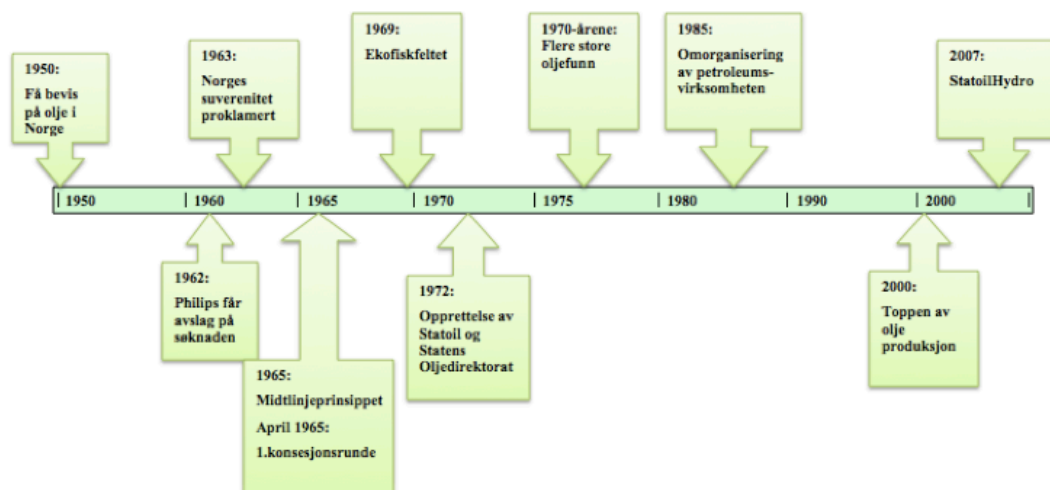 1950:
Få bevis
på olje i
Norge
1963:
Norges
suverenitet
proklamert
1969:
Ekofiskfeltet
1970-årene:
Flere store
oljefunn
1985:
Omorganisering
av petroleums-
virksomheten
2007:
StatoilHydro
1950
1960
1965
1970
1975
1980
1990
2000
1962:
Philips får
avslag på
søknaden
1965:
Midtlinjeprinsippet
April 1965:
1.konsesjonsrunde
1972:
Opprettelse av
Statoil og
Statens
Oljedirektorat
2000:
Toppen av
olje
produksjon